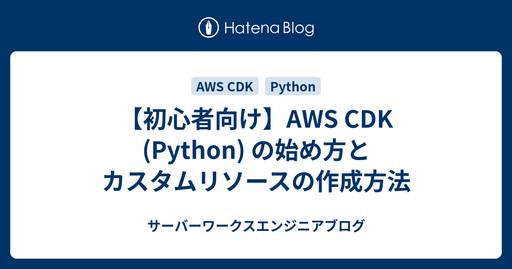 Hatena Blog
AWS CDK Python
【初心者向け】AWS CDK
(Python) の始め方と
カスタムリソースの作成方法
サーバーワークスエンジニアブログ